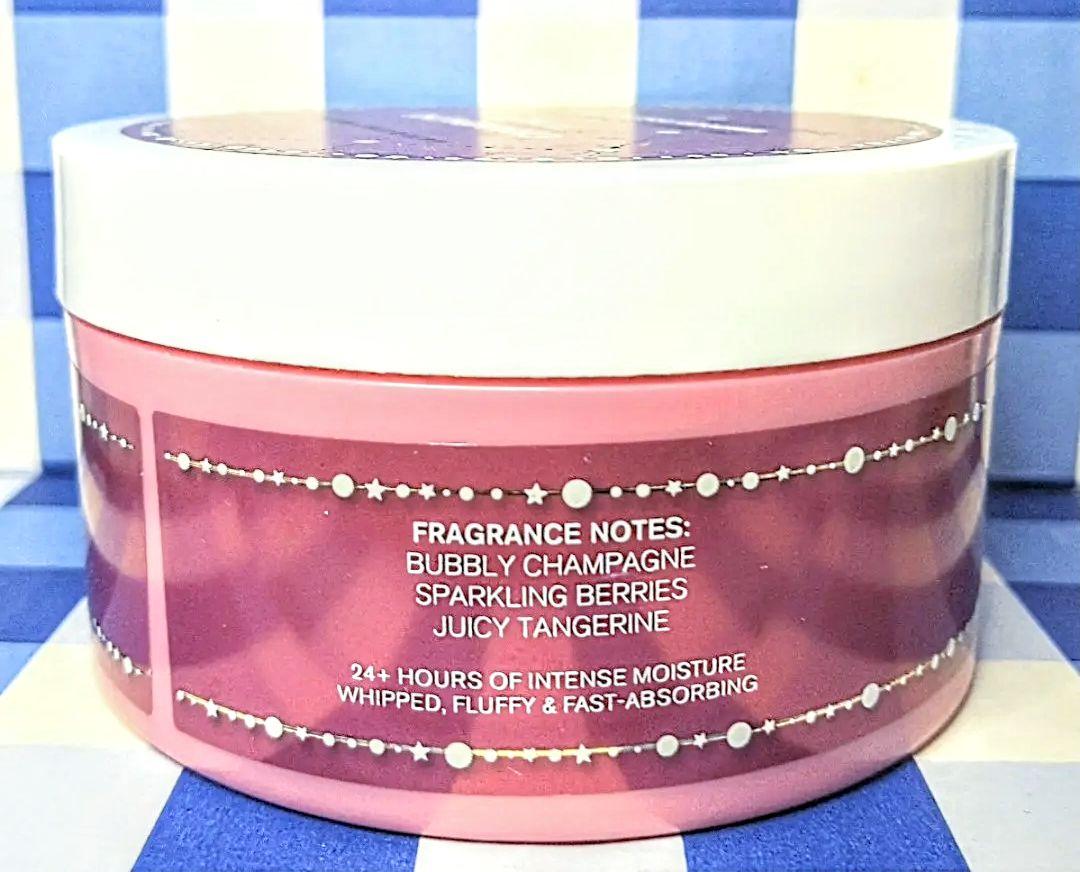 FRAGRANCE NOTES:
BUBBLY CHAMPAGNE
SPARKLING BERRIES
JUICY TANGERINE
24+ HOURS OF INTENSE MOISTURE
WHIPPED, FLUFFY & FAST-ABSORBING